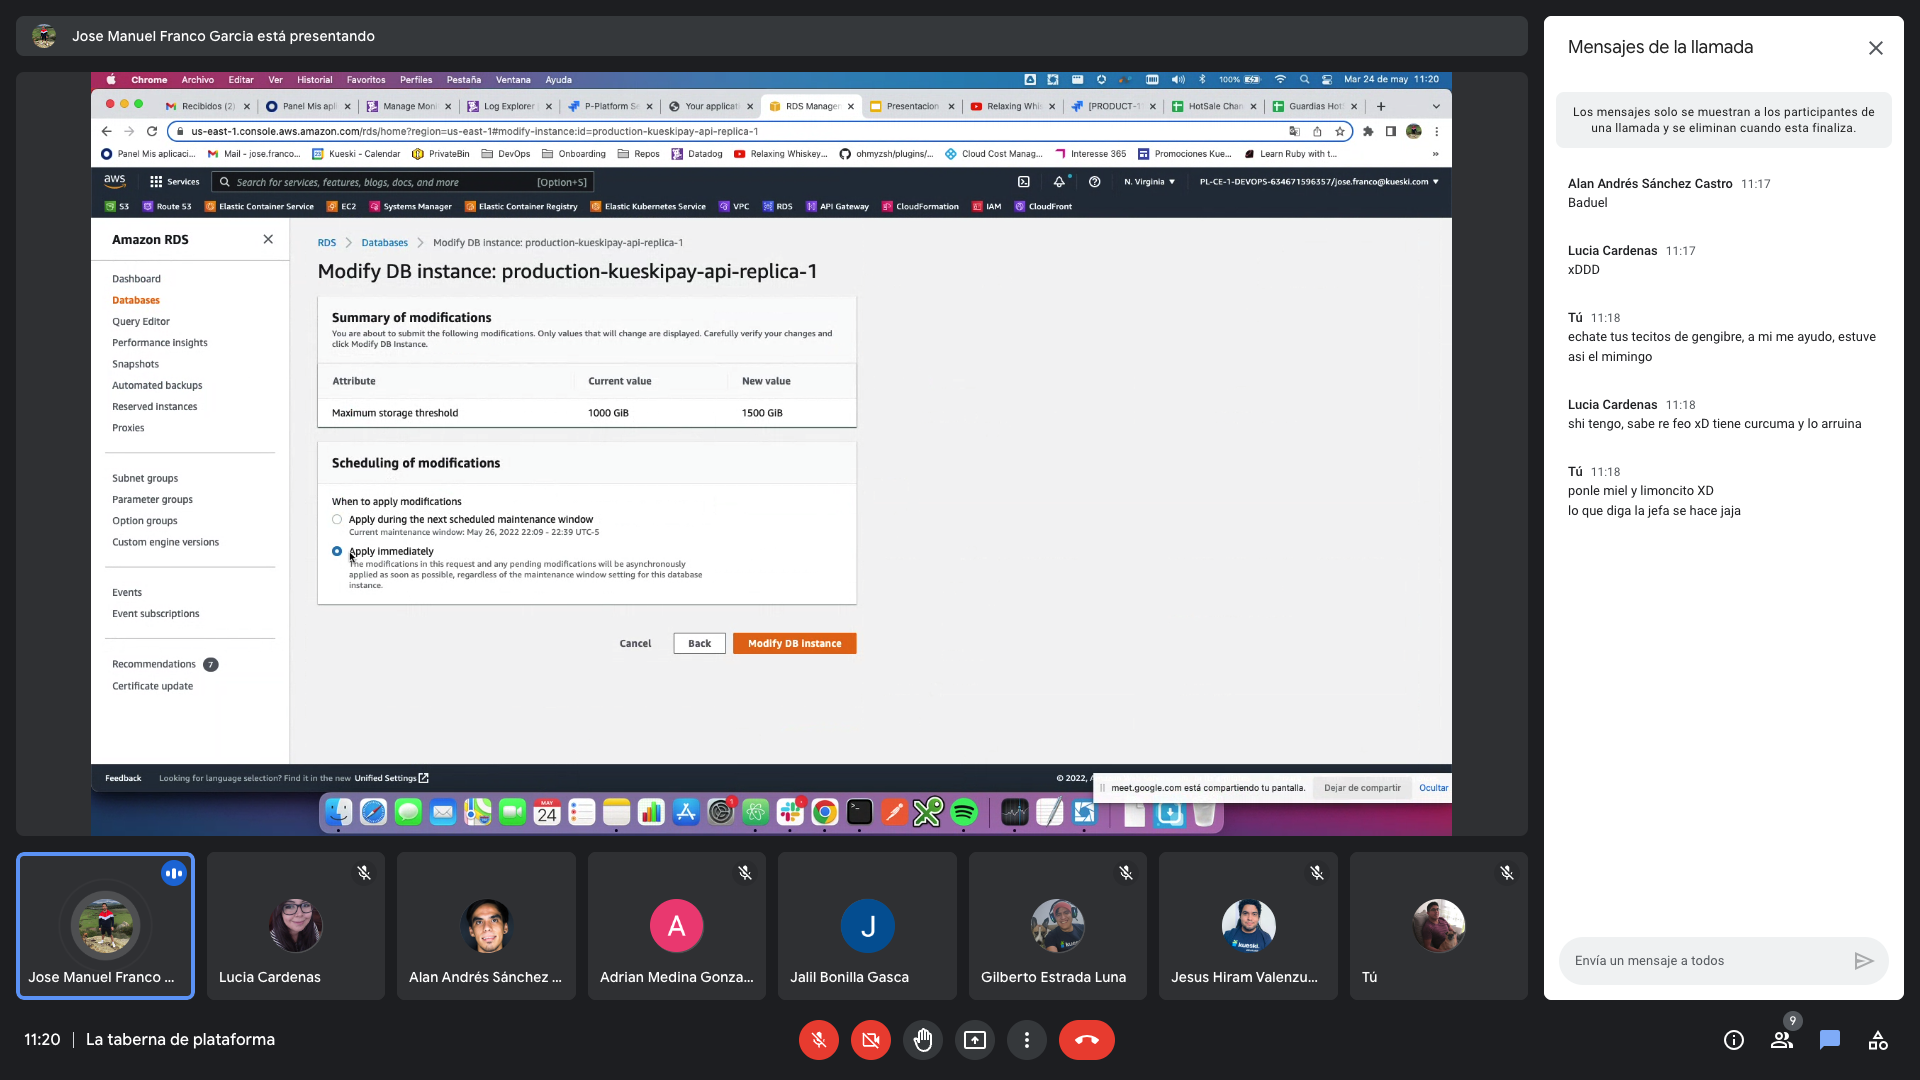 Jose Manuel Franco Garcia está presentando
Chrome Archivo Editar Ver Historial Favoritos Perfiles Pestaña Ventana Ayuda
100% Mar 24 de may 11:20
Recibidos (2)
Panel Mis apli
Manage Moni
Log Explorer
P-Platform Se
Your applicati
RDS Manager
Presentacion
Relaxing Whi
[PRODUCT-1
HotSale Chan
Guardias Hot
us-east-1.console.aws.amazon.com/rds/home?region=us-east-1#modify-instance:id=production-kueskipay-api-replica-1
Panel Mis aplicaci...
Mail - jose.franco...
Kueski - Calendar
PrivateBin
DevOps
Onboarding
Repos
Datadog
Relaxing Whiskey...
ohmyzsh/plugins/...
Cloud Cost Manag...
Interesse 365
Promociones Kue...
Learn Ruby with t...
»
aws Services Search for services, features, blogs, docs, and more [Option+S]
N. Virginia PL-CE-1-DEVOPS-634671596357/jose.franco@kueski.com
S3 Route 53 Elastic Container Service EC2 Systems Manager Elastic Container Registry Elastic Kubernetes Service VPC RDS API Gateway CloudFormation IAM CloudFront
Amazon RDS
Dashboard
Databases
Query Editor
Performance Insights
Snapshots
Automated backups
Reserved instances
Proxies
Subnet groups
Parameter groups
Option groups
Custom engine versions
Events
Event subscriptions
Recommendations 7
Certificate update
RDS Databases Modify DB instance: production-kueskipay-api-replica-1
Modify DB instance: production-kueskipay-api-replica-1
Summary of modifications
You are about to submit the following modifications. Only values that will change are displayed. Carefully verify your changes and
click Modify DB Instance.
Attribute Current value New value
Maximum storage threshold 1000 GiB 1500 GiB
Scheduling of modifications
When to apply modifications
Apply during the next scheduled maintenance window
Current maintenance window: May 26, 2022 22:09 - 22:39 UTC-5
Apply immediately
The modifications in this request and any pending modifications will be asynchronously
applied as soon as possible, regardless of the maintenance window setting for this database
instance.
Cancel Back Modify DB instance
Feedback Looking for language selection? Find it in the new Unified Settings
© 2022,
meet.google.com está compartiendo tu pantalla. Dejar de compartir Ocultar
MAY
24
1
Jose Manuel Franco ...
Lucia Cardenas
Alan Andrés Sánchez ...
A
Adrian Medina Gonza...
J
Jalil Bonilla Gasca
Gilberto Estrada Luna
Jesus Hiram Valenzu...
Tú
11:20 | La taberna de plataforma
9
Mensajes de la llamada
Los mensajes solo se muestran a los participantes de
una llamada y se eliminan cuando esta finaliza.
Alan Andrés Sánchez Castro 11:17
Baduel
Lucia Cardenas 11:17
xDDD
Tú 11:18
echate tus tecitos de gengibre, a mi me ayudo, estuve
asi el mimingo
Lucia Cardenas 11:18
shi tengo, sabe re feo xD tiene curcuma y lo arruina
Tú 11:18
ponle miel y limoncito XD
lo que diga la jefa se hace jaja
Envía un mensaje a todos